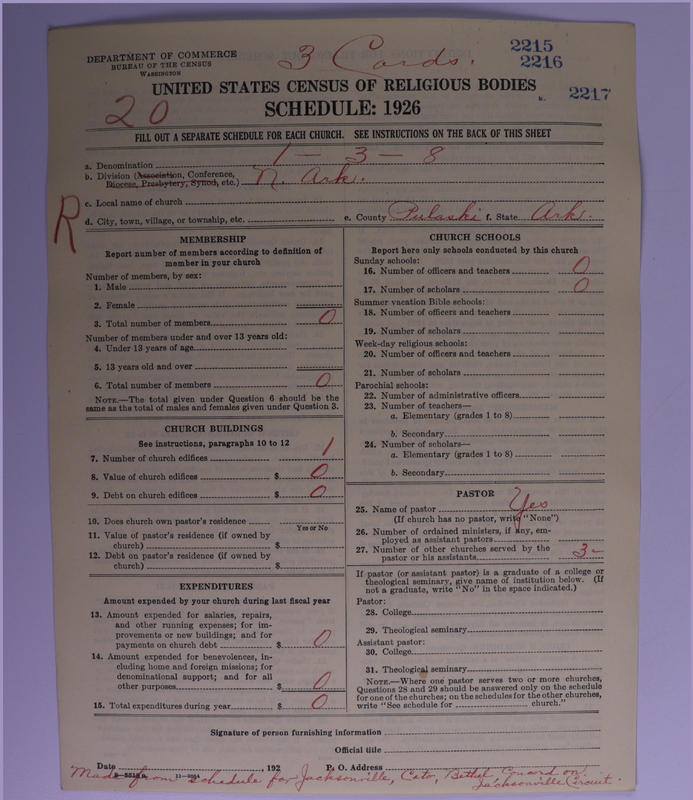 DEPARTMENT OF COMMERCE
BUREAU OF THE CENSUS
WASHINGTON
3 Cards.
2215
2216
2217
20
UNITED STATES CENSUS OF RELIGIOUS BODIES
SCHEDULE: 1926
FILL OUT A SEPARATE SCHEDULE FOR EACH CHURCH. SEE INSTRUCTIONS ON THE BACK OF THIS SHEET
a. Denomination 1 - 3 - 8
b. Division (Association, Conference,
Diocese, Presbytery, Synod, etc.) N. Ark.
c. Local name of church
R
d. City, town, village, or township, etc. e. County Pulaski f. State Ark.
MEMBERSHIP
Report number of members according to definition of
member in your church
Number of members, by sex:
1. Male
2. Female
3. Total number of members 0
Number of members under and over 13 years old:
4. Under 13 years of age
5. 13 years old and over
6. Total number of members 0
NOTE.—The total given under Question 6 should be the
same as the total of males and females given under Question 3.
CHURCH BUILDINGS
See instructions, paragraphs 10 to 12
7. Number of church edifices 1
8. Value of church edifices $ 0
9. Debt on church edifices $ 0
10. Does church own pastor's residence
Yes or No
11. Value of pastor's residence (if owned by
church) $
12. Debt on pastor's residence (if owned by
church) $
EXPENDITURES
Amount expended by your church during last fiscal year
13. Amount expended for salaries, repairs,
and other running expenses; for im-
provements or new buildings; and for
payments on church debt $ 0
14. Amount expended for benevolences, in-
cluding home and foreign missions; for
denominational support; and for all
other purposes $ 0
15. Total expenditures during year $ 0
CHURCH SCHOOLS
Report here only schools conducted by this church
Sunday schools:
16. Number of officers and teachers 0
17. Number of scholars 0
Summer vacation Bible schools:
18. Number of officers and teachers
19. Number of scholars
Week-day religious schools:
20. Number of officers and teachers
21. Number of scholars
Parochial schools:
22. Number of administrative officers
23. Number of teachers—
a. Elementary (grades 1 to 8)
b. Secondary
24. Number of scholars—
a. Elementary (grades 1 to 8)
b. Secondary
PASTOR
25. Name of pastor Yes
(If church has no pastor, write "None")
26. Number of ordained ministers, if any, em-
ployed as assistant pastors
27. Number of other churches served by the
pastor or his assistants 3-
If pastor (or assistant pastor) is a graduate of a college or
theological seminary, give name of institution below. (If
not a graduate, write "No" in the space indicated.)
Pastor:
28. College
29. Theological seminary
Assistant pastor:
30. College
31. Theological seminary
NOTE.—Where one pastor serves two or more churches,
Questions 28 and 29 should be answered only on the schedule
for one of the churches; on the schedules for the other churches,
write "See schedule for church."
Signature of person furnishing information
Official title
Date , 192 P. O. Address
Made from schedule for Jacksonville, Cato, Bethel, Concord on
Jacksonville Circuit.